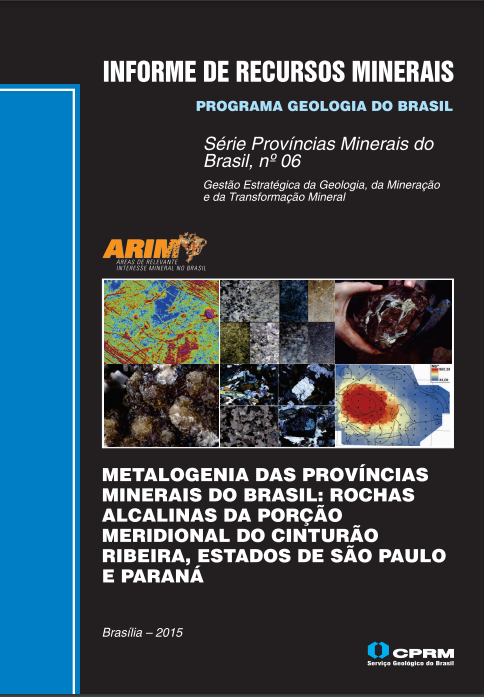 INFORME DE RECURSOS MINERAIS
PROGRAMA GEOLOGIA DO BRASIL
Série Províncias Minerais do
Brasil, nº 06
Gestão Estratégica da Geologia, da Mineração
e da Transformação Mineral
ARIM
ÁREAS DE RELEVANTE
INTERESSE MINERAL NO BRASIL
METALOGENIA DAS PROVÍNCIAS
MINERAIS DO BRASIL: ROCHAS
ALCALINAS DA PORÇÃO
MERIDIONAL DO CINTURÃO
RIBEIRA, ESTADOS DE SÃO PAULO
E PARANÁ
Brasília – 2015
CPRM
Serviço Geológico do Brasil